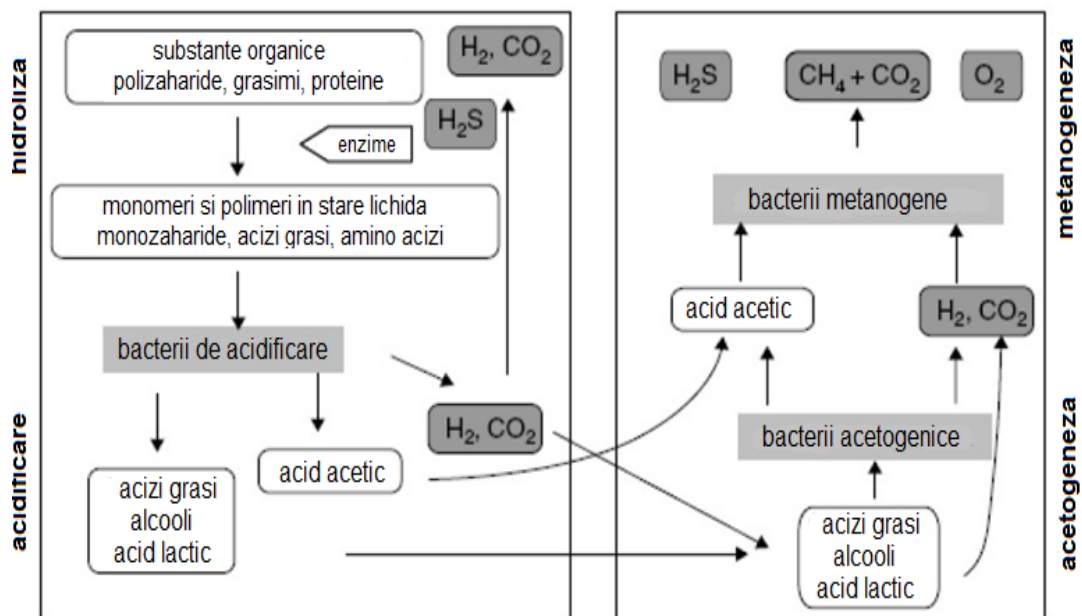 hidroliza
acidificare
substante organice
polizaharide, grasimi, proteine
H₂, CO₂
H₂S
enzime
monomeri si polimeri in stare lichida
monozaharide, acizi grasi, amino acizi
bacterii de acidificare
H₂, CO₂
acid acetic
acizi grasi
alcooli
acid lactic
H₂S
CH₄ + CO₂
O₂
bacterii metanogene
acid acetic
H₂, CO₂
bacterii acetogenice
acizi grasi
alcooli
acid lactic
metanogeneza
acetogeneza